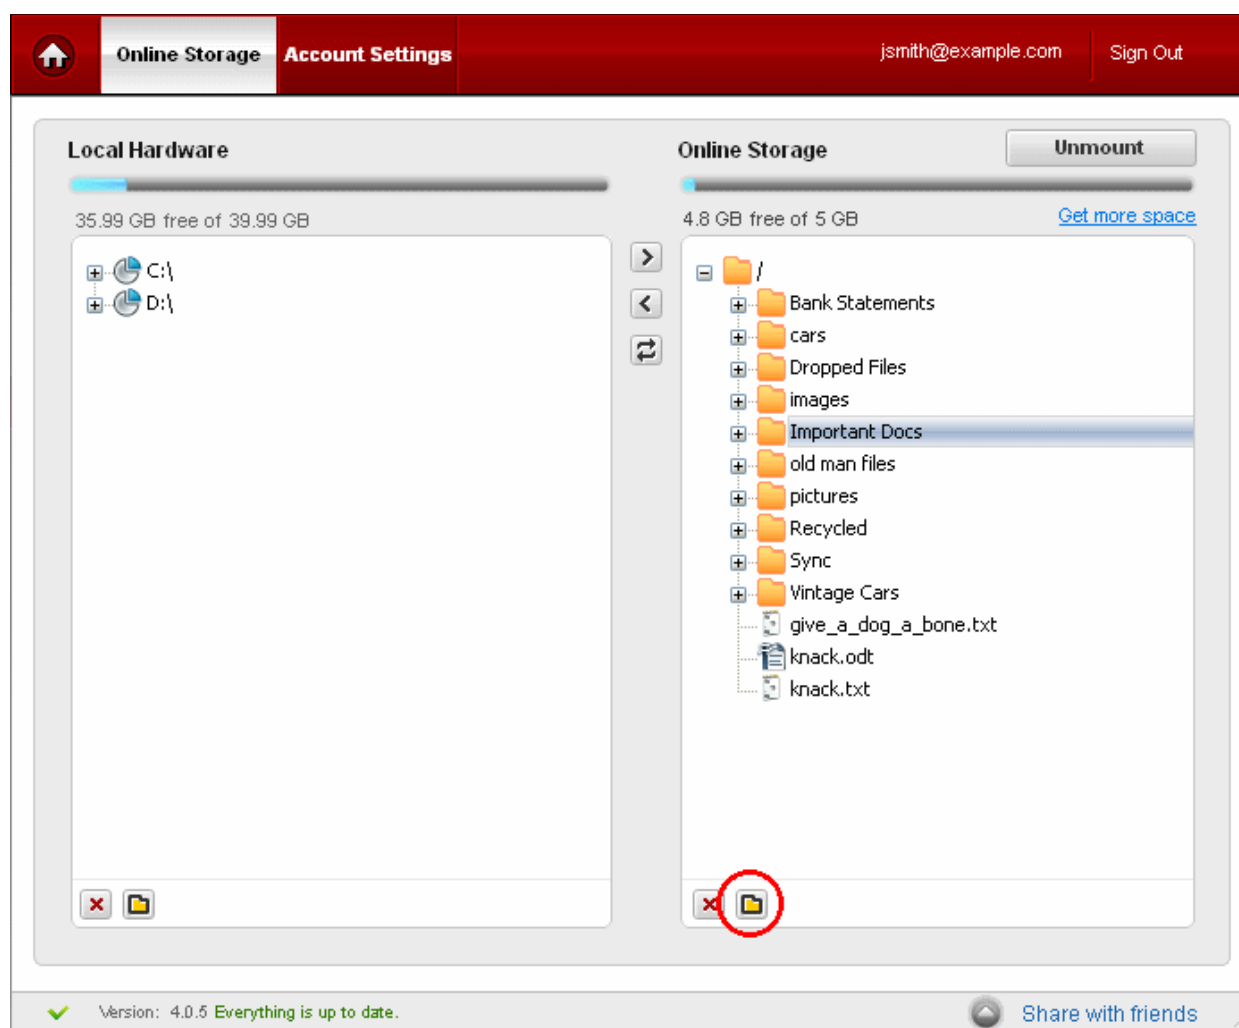 Online Storage Account Settings jsmith@example.com Sign Out
Local Hardware
35.99 GB free of 39.99 GB
C:\
D:\
Online Storage Unmount
4.8 GB free of 5 GB Get more space
/
Bank Statements
cars
Dropped Files
images
Important Docs
old man files
pictures
Recycled
Sync
Vintage Cars
give_a_dog_a_bone.txt
knack.odt
knack.txt
Version: 4.0.5 Everything is up to date. Share with friends